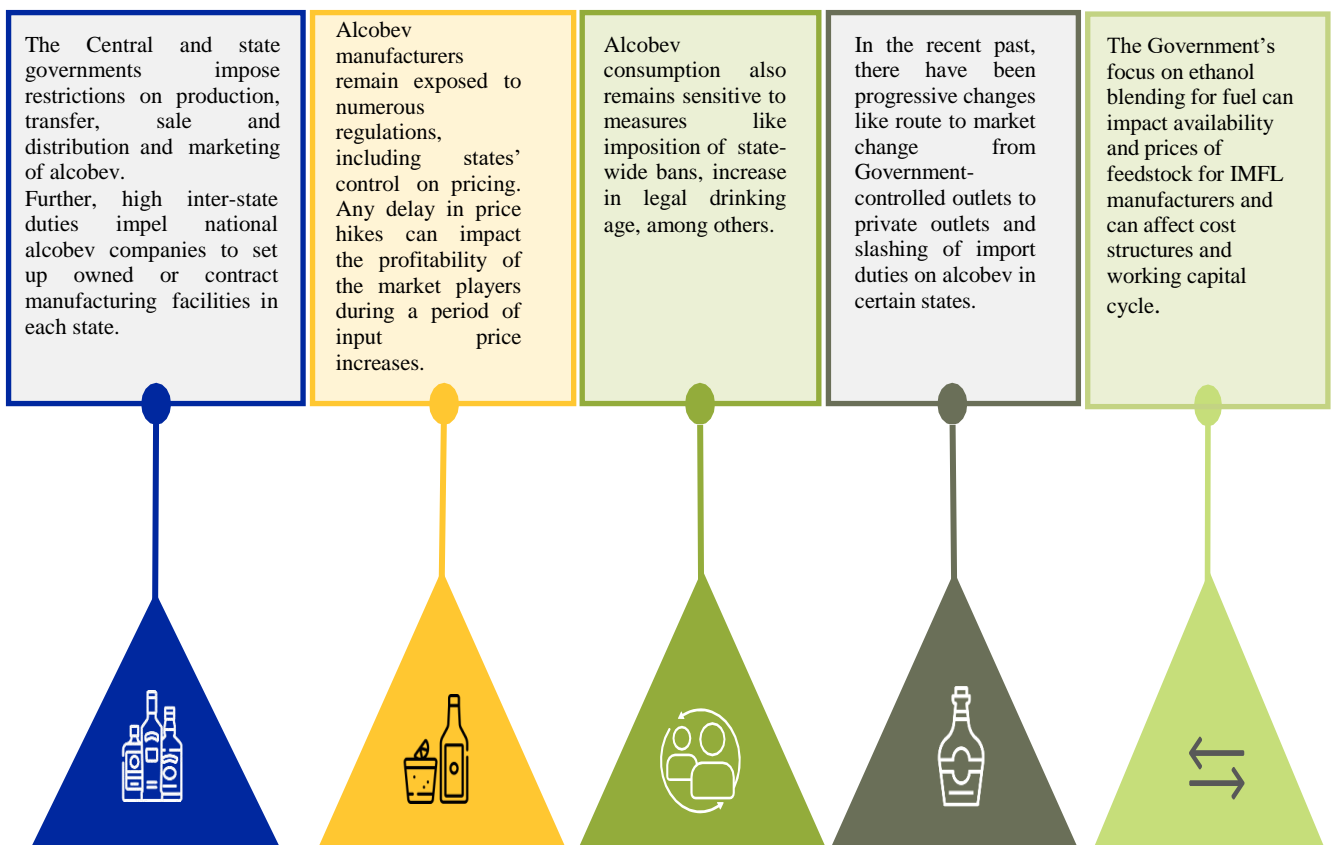 The Central and state
governments impose
restrictions on production,
transfer, sale and
distribution and marketing
of alcobev.
Further, high inter-state
duties impel national
alcobev companies to set
up owned or contract
manufacturing facilities in
each state.
Alcobev
manufacturers
remain exposed to
numerous
regulations,
including states’
control on pricing.
Any delay in price
hikes can impact
the profitability of
the market players
during a period of
input price
increases.
Alcobev
consumption also
remains sensitive to
measures like
imposition of state-
wide bans, increase
in legal drinking
age, among others.
In the recent past,
there have been
progressive changes
like route to market
change from
Government-
controlled outlets to
private outlets and
slashing of import
duties on alcobev in
certain states.
The Government’s
focus on ethanol
blending for fuel can
impact availability
and prices of
feedstock for IMFL
manufacturers and
can affect cost
structures and
working capital
cycle.